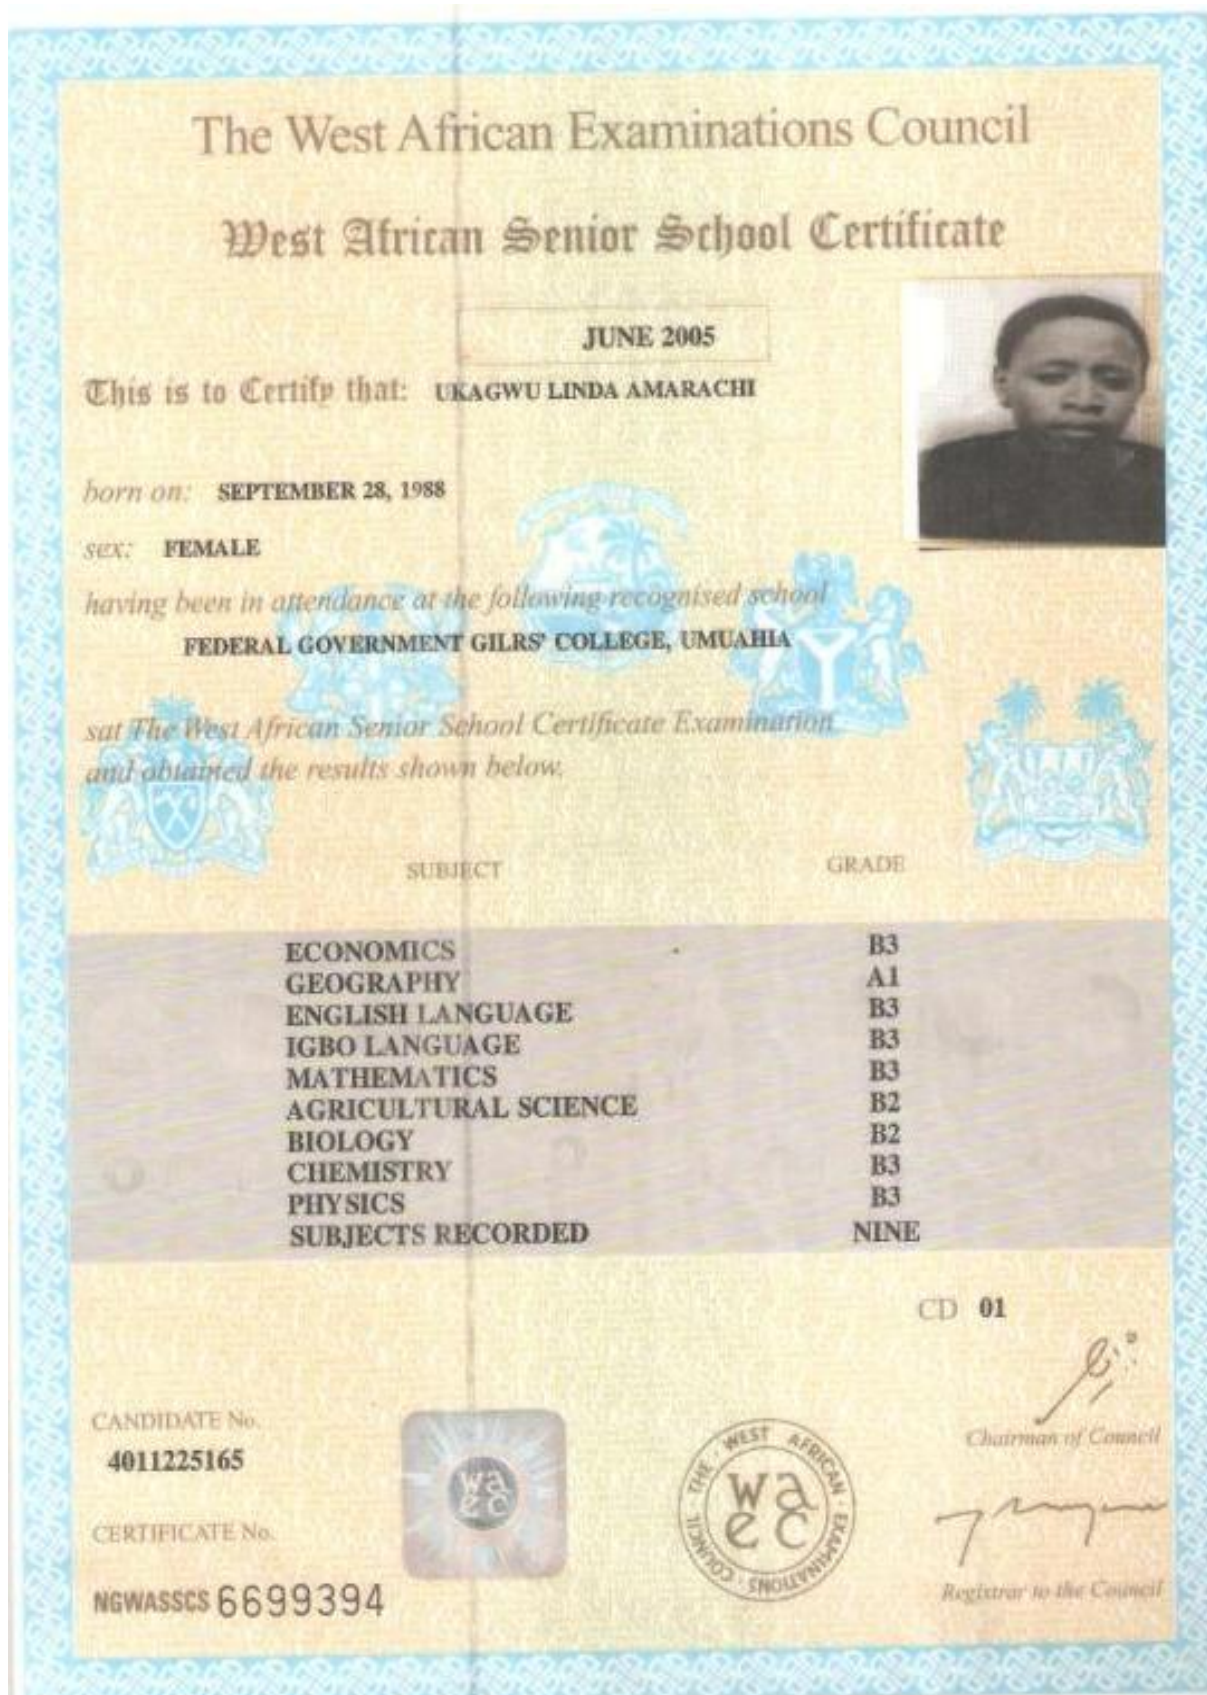 The West African Examinations Council
West African Senior School Certificate
JUNE 2005
This is to Certify that: UKAGWU LINDA AMARACHI
born on: SEPTEMBER 28, 1988
sex: FEMALE
having been in attendance at the following recognised school
FEDERAL GOVERNMENT GILRS' COLLEGE, UMUAHIA
sat The West African Senior School Certificate Examination
and obtained the results shown below.
SUBJECT GRADE
ECONOMICS B3
GEOGRAPHY A1
ENGLISH LANGUAGE B3
IGBO LANGUAGE B3
MATHEMATICS B3
AGRICULTURAL SCIENCE B2
BIOLOGY B2
CHEMISTRY B3
PHYSICS B3
SUBJECTS RECORDED NINE
CD 01
Chairman of Council
CANDIDATE No.
4011225165
CERTIFICATE No.
NGWASSCS 6699394
waec
THE WEST AFRICAN EXAMINATIONS COUNCIL
waec
Registrar to the Council